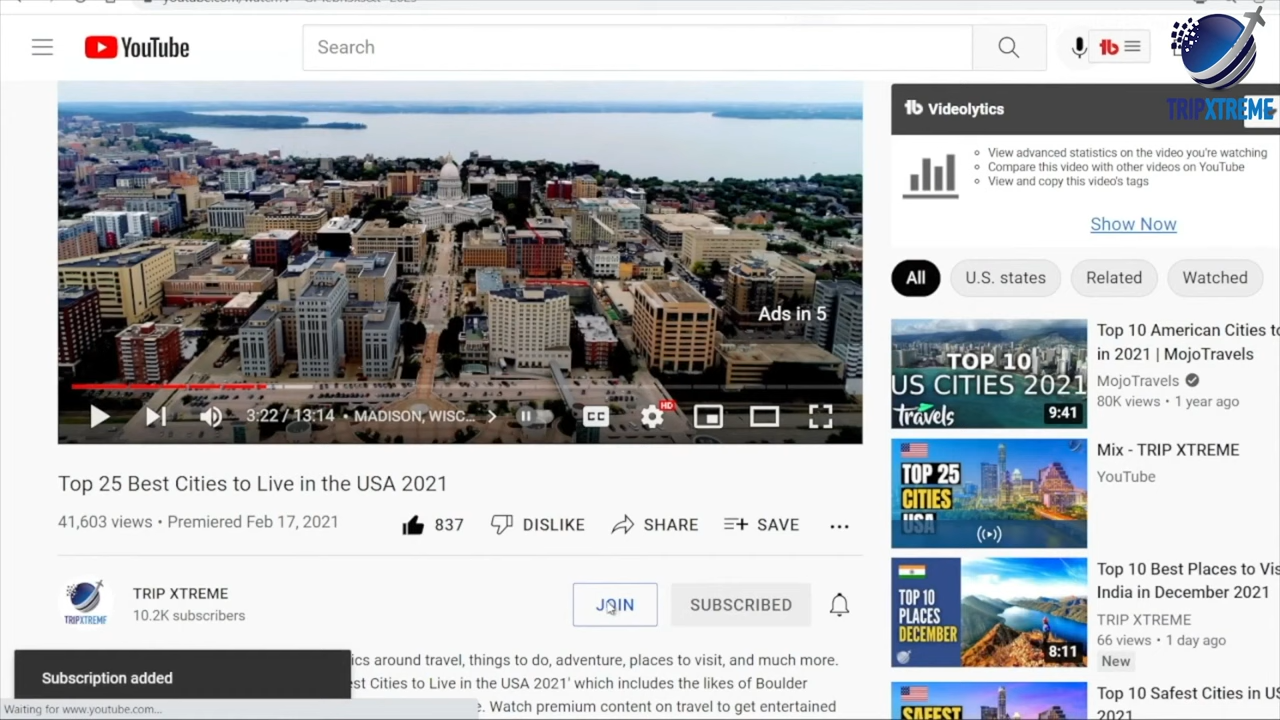 YouTube
Search
TRIPXTREME
Videolytics
View advanced statistics on the video you're watching
Compare this video with other videos on YouTube
View and copy this video's tags
Show Now
All
U.S. states
Related
Watched
Ads in 5
HD
3:22 / 13:14 • MADISON, WISC...
CC
Top 25 Best Cities to Live in the USA 2021
41,603 views • Premiered Feb 17, 2021
837
DISLIKE
SHARE
SAVE
TRIP XTREME
10.2K subscribers
TRIPXTREME
JOIN
SUBSCRIBED
ics around travel, things to do, adventure, places to visit, and much more.
st Cities to Live in the USA 2021' which includes the likes of Boulder
e. Watch premium content on travel to get entertained
Subscription added
Waiting for www.youtube.com...
TOP 10
US CITIES 2021
travels
9:41
Top 10 American Cities to
in 2021 | MojoTravels
MojoTravels
80K views • 1 year ago
TOP 25
CITIES
USA
Mix - TRIP XTREME
YouTube
TOP 10
PLACES
DECEMBER
8:11
Top 10 Best Places to Vis
India in December 2021
TRIP XTREME
66 views • 1 day ago
New
SAFEST
Top 10 Safest Cities in US
2021